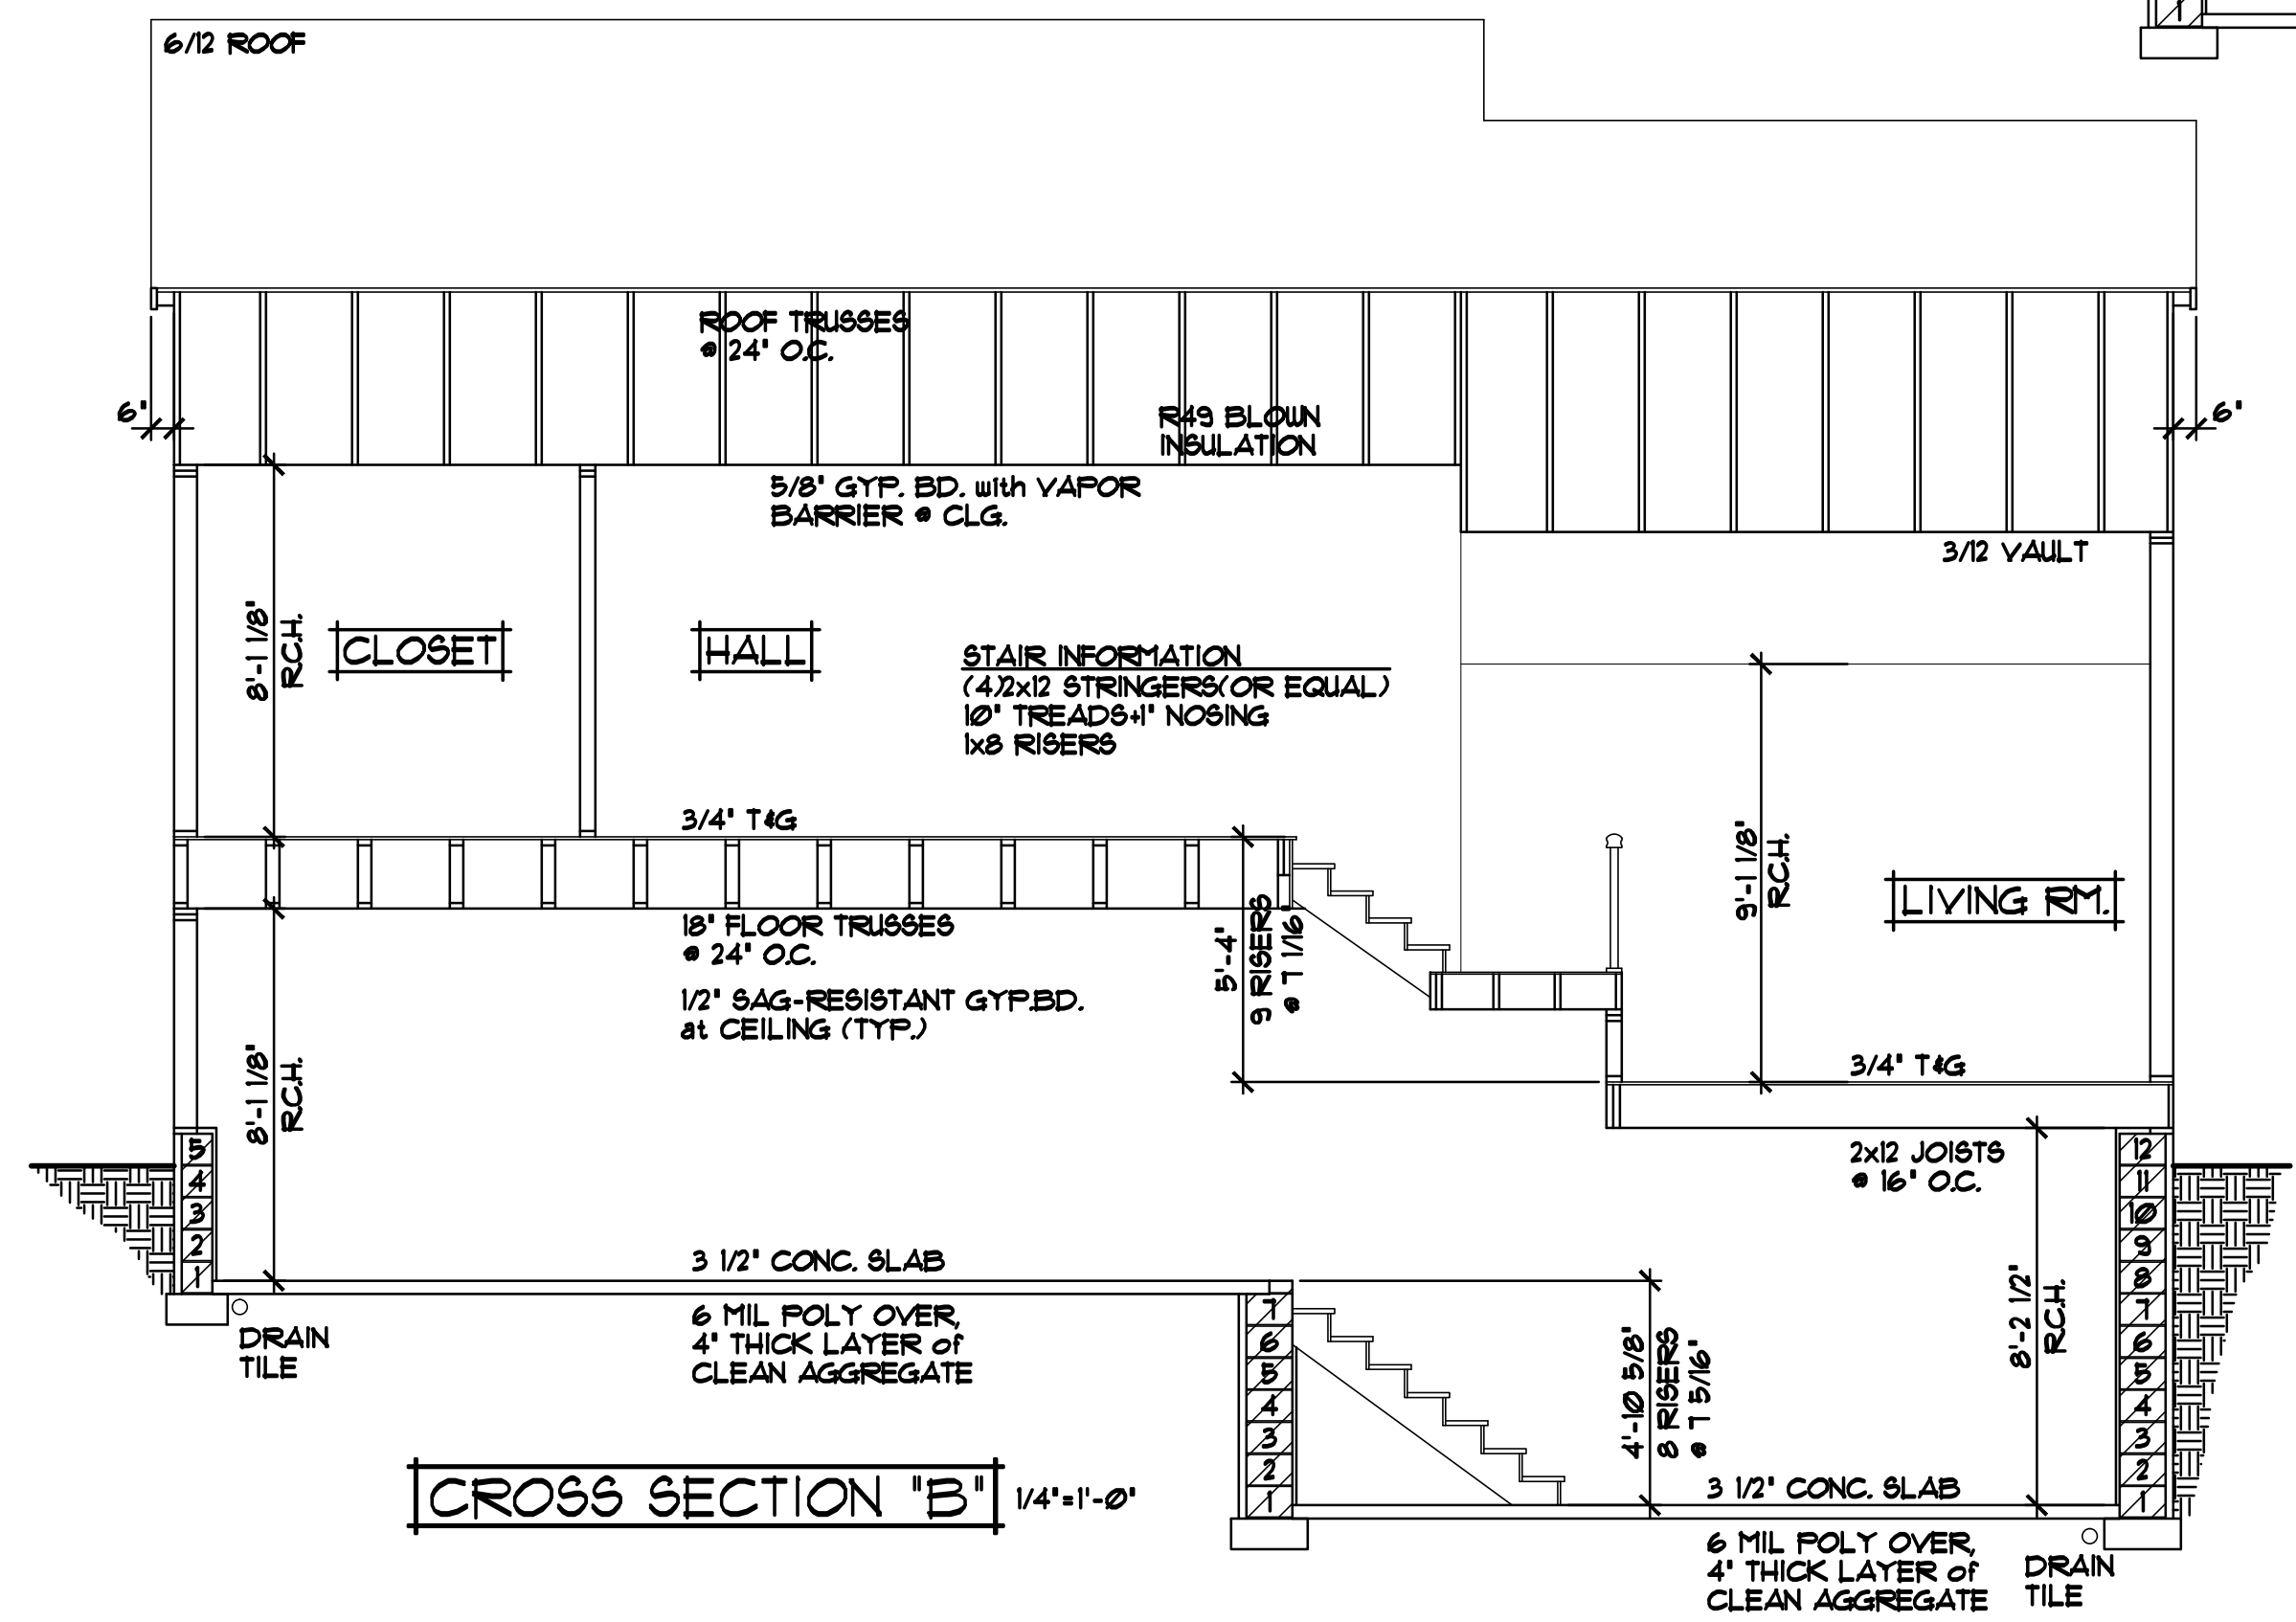 1
6/12 ROOF
ROOF TRUSSES
@ 24" O.C.
6"
R49 BLOWN
INSULATION
6"
5/8" GYP. BD. with VAPOR
BARRIER @ CLG.
3/12 VAULT
8'-1 1/8"
R.C.H.
CLOSET
HALL
STAIR INFORMATION
(4)2x12 STRINGERS(OR EQUAL)
10" TREADS+1" NOSING
1x8 RISERS
3/4" T&G
9'-1 1/8"
R.C.H.
LIVING RM.
18" FLOOR TRUSSES
@ 24" O.C.
5'-4"
9 RISERS
@ 7 1/16"
1/2" SAG-RESISTANT GYP.BD.
at CEILING (TYP.)
8'-1 1/8"
R.C.H.
3/4" T&G
2x12 JOISTS
@ 16" O.C.
5
4
3
2
1
12
11
10
9
8
7
6
5
4
3
2
1
3 1/2" CONC. SLAB
6 MIL POLY OVER,
4" THICK LAYER of
CLEAN AGGREGATE
DRAIN
TILE
7
6
5
4
3
2
1
4'-10 5/8"
8 RISERS
@ 7 5/16"
8'-2 1/2"
R.C.H.
CROSS SECTION "B"
1/4"=1'-0"
3 1/2" CONC. SLAB
6 MIL POLY OVER,
4" THICK LAYER of
CLEAN AGGREGATE
DRAIN
TILE